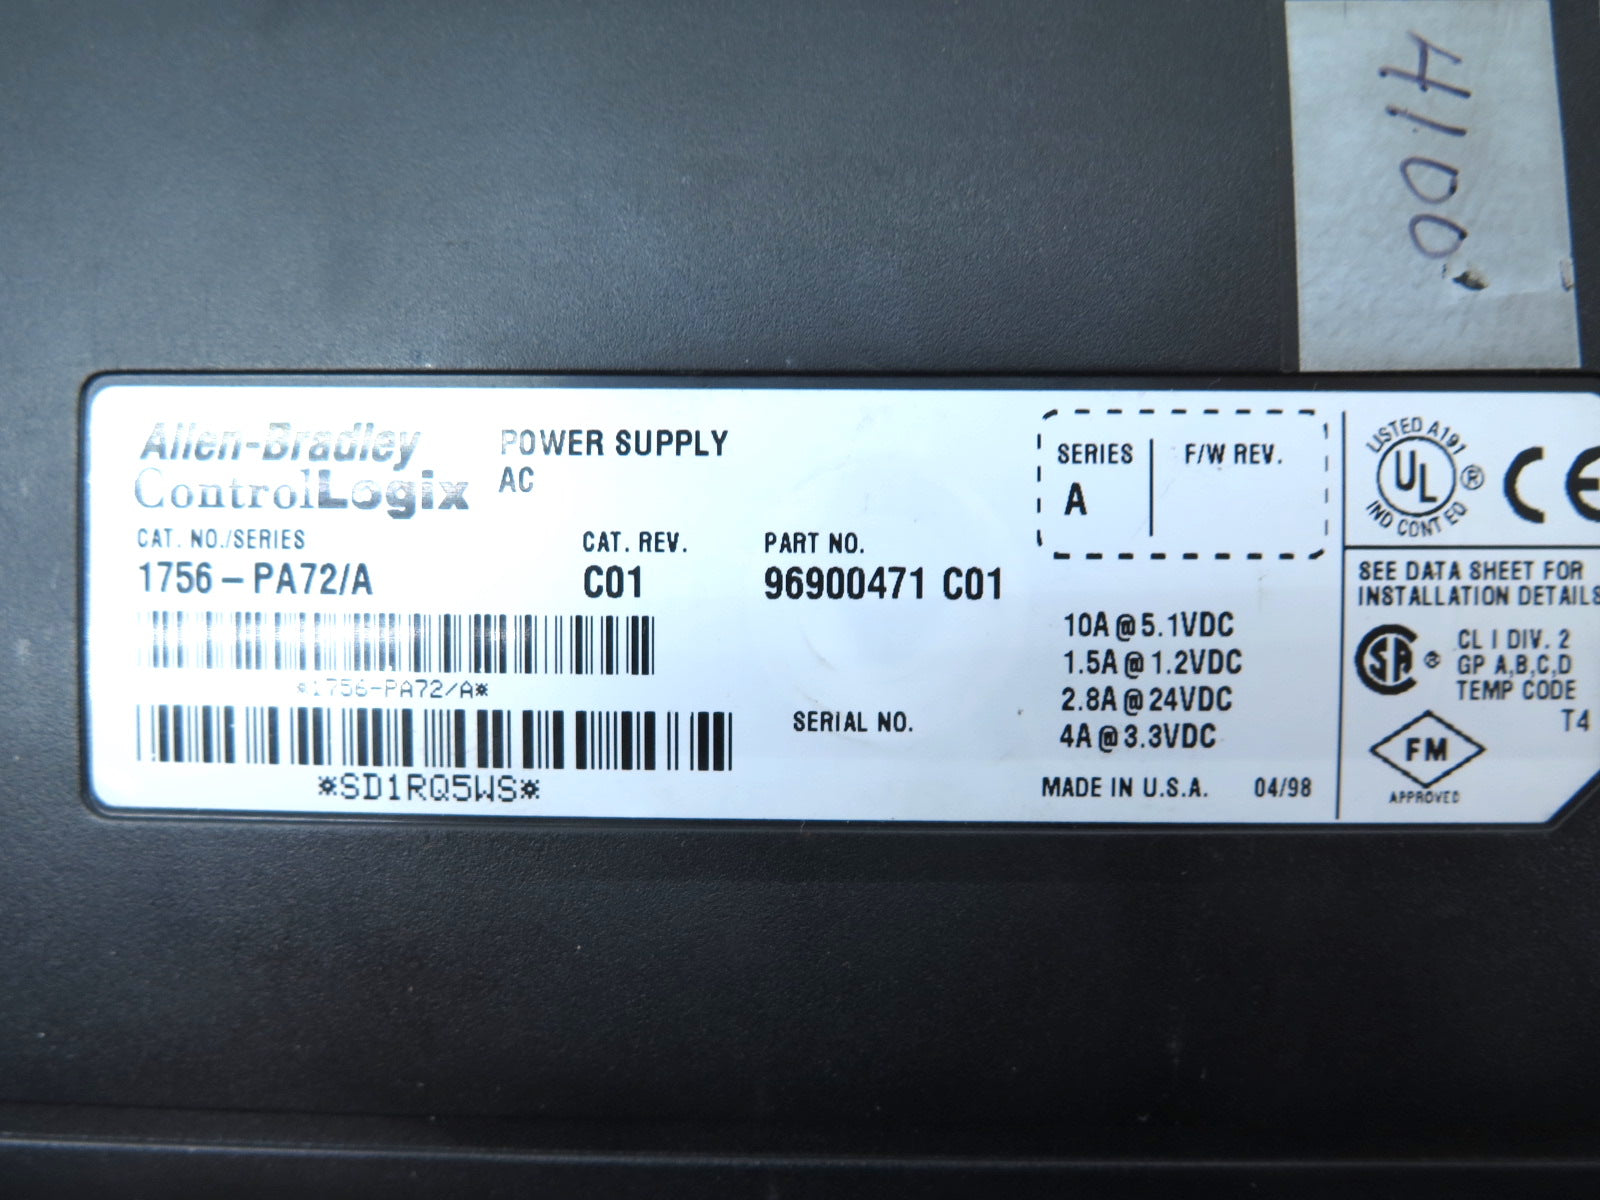 4100
Allen-Bradley
ControlLogix
POWER SUPPLY
AC
CAT. NO./SERIES
1756 – PA72/A
CAT. REV.
C01
PART NO.
96900471 C01
*1756-PA72/A*
*SD1RQ5WS*
SERIAL NO.
SERIES
A
F/W REV.
10A @ 5.1VDC
1.5A @ 1.2VDC
2.8A @ 24VDC
4A @ 3.3VDC
MADE IN U.S.A. 04/98
LISTED A191
UL ®
IND CONT EQ
CE
SEE DATA SHEET FOR
INSTALLATION DETAILS
SA ®
CL I DIV. 2
GP A,B,C,D
TEMP CODE
T4
FM
APPROVED